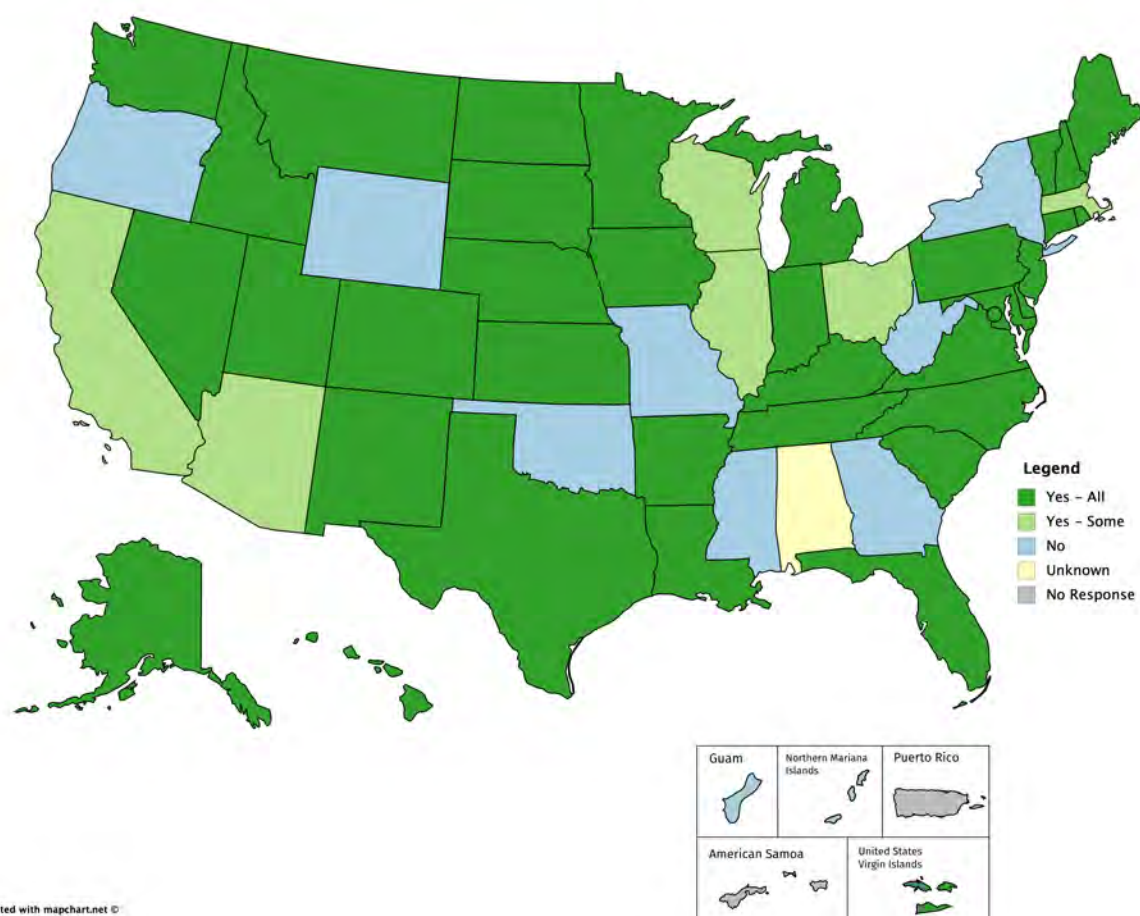 Legend
Yes – All
Yes – Some
No
Unknown
No Response
Guam
Northern Mariana
Islands
Puerto Rico
American Samoa
United States
Virgin Islands
ted with mapchart.net ©